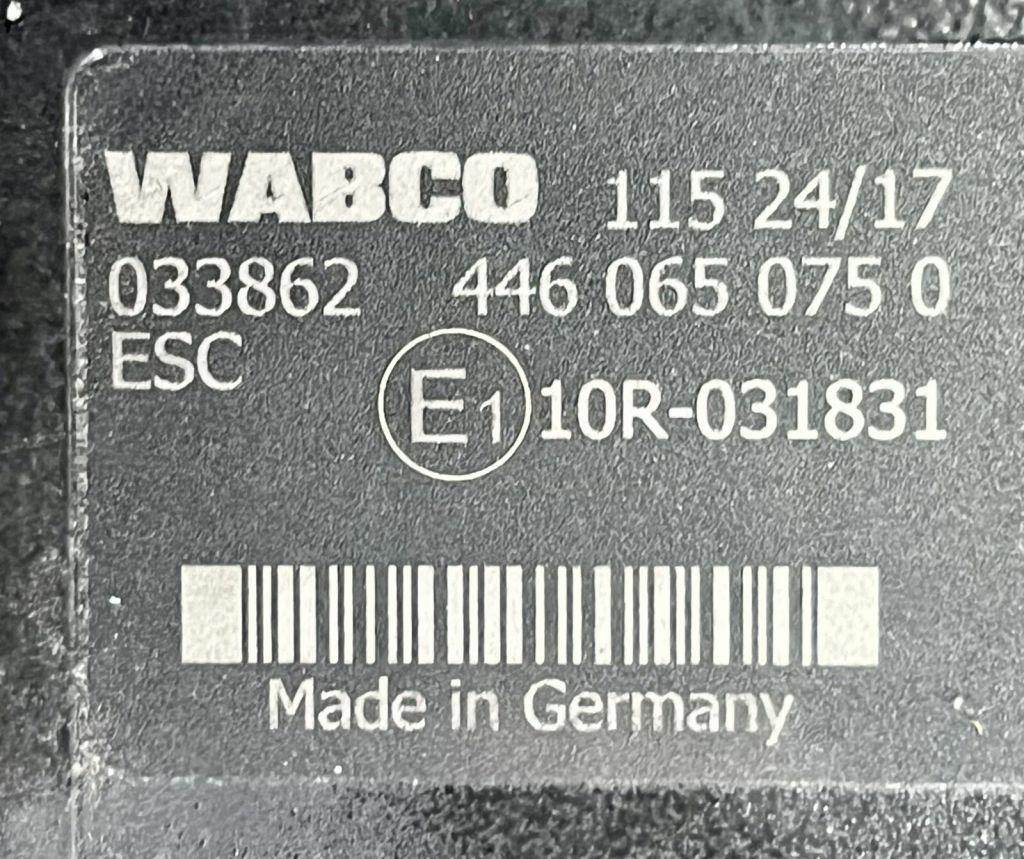 WABCO 115 24/17
033862 446 065 075 0
ESC
E1 10R-031831
Made in Germany